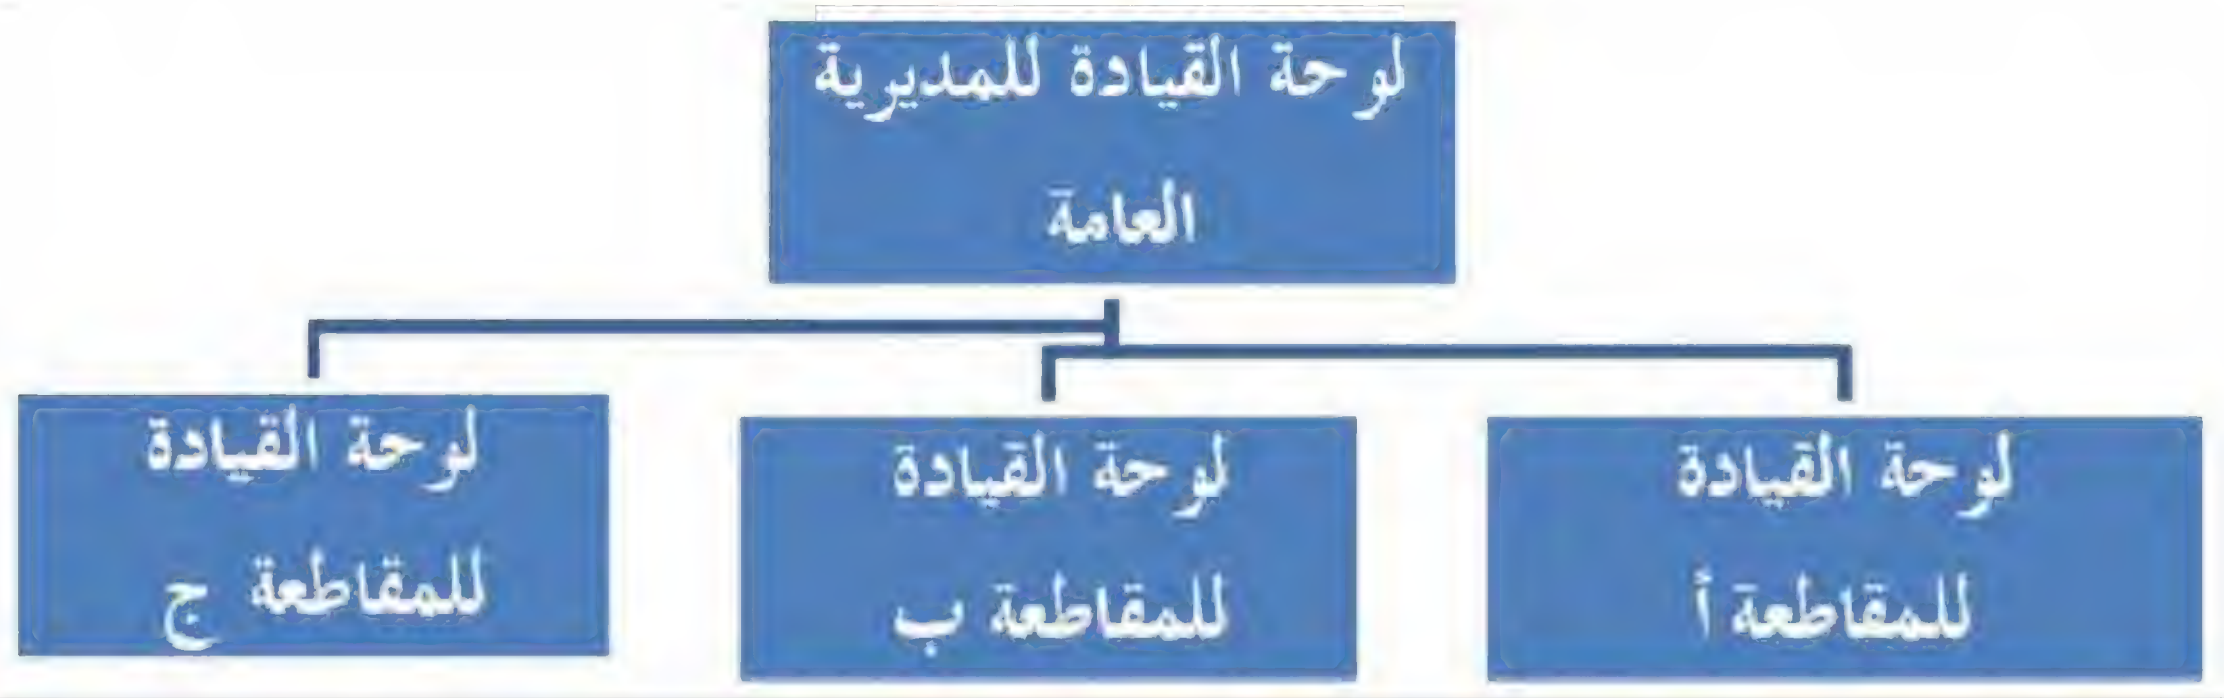 لوحة القيادة للمديرية
العامة
لوحة القيادة
للمقاطعة أ
لوحة القيادة
للمقاطعة ب
لوحة القيادة
للمقاطعة ج